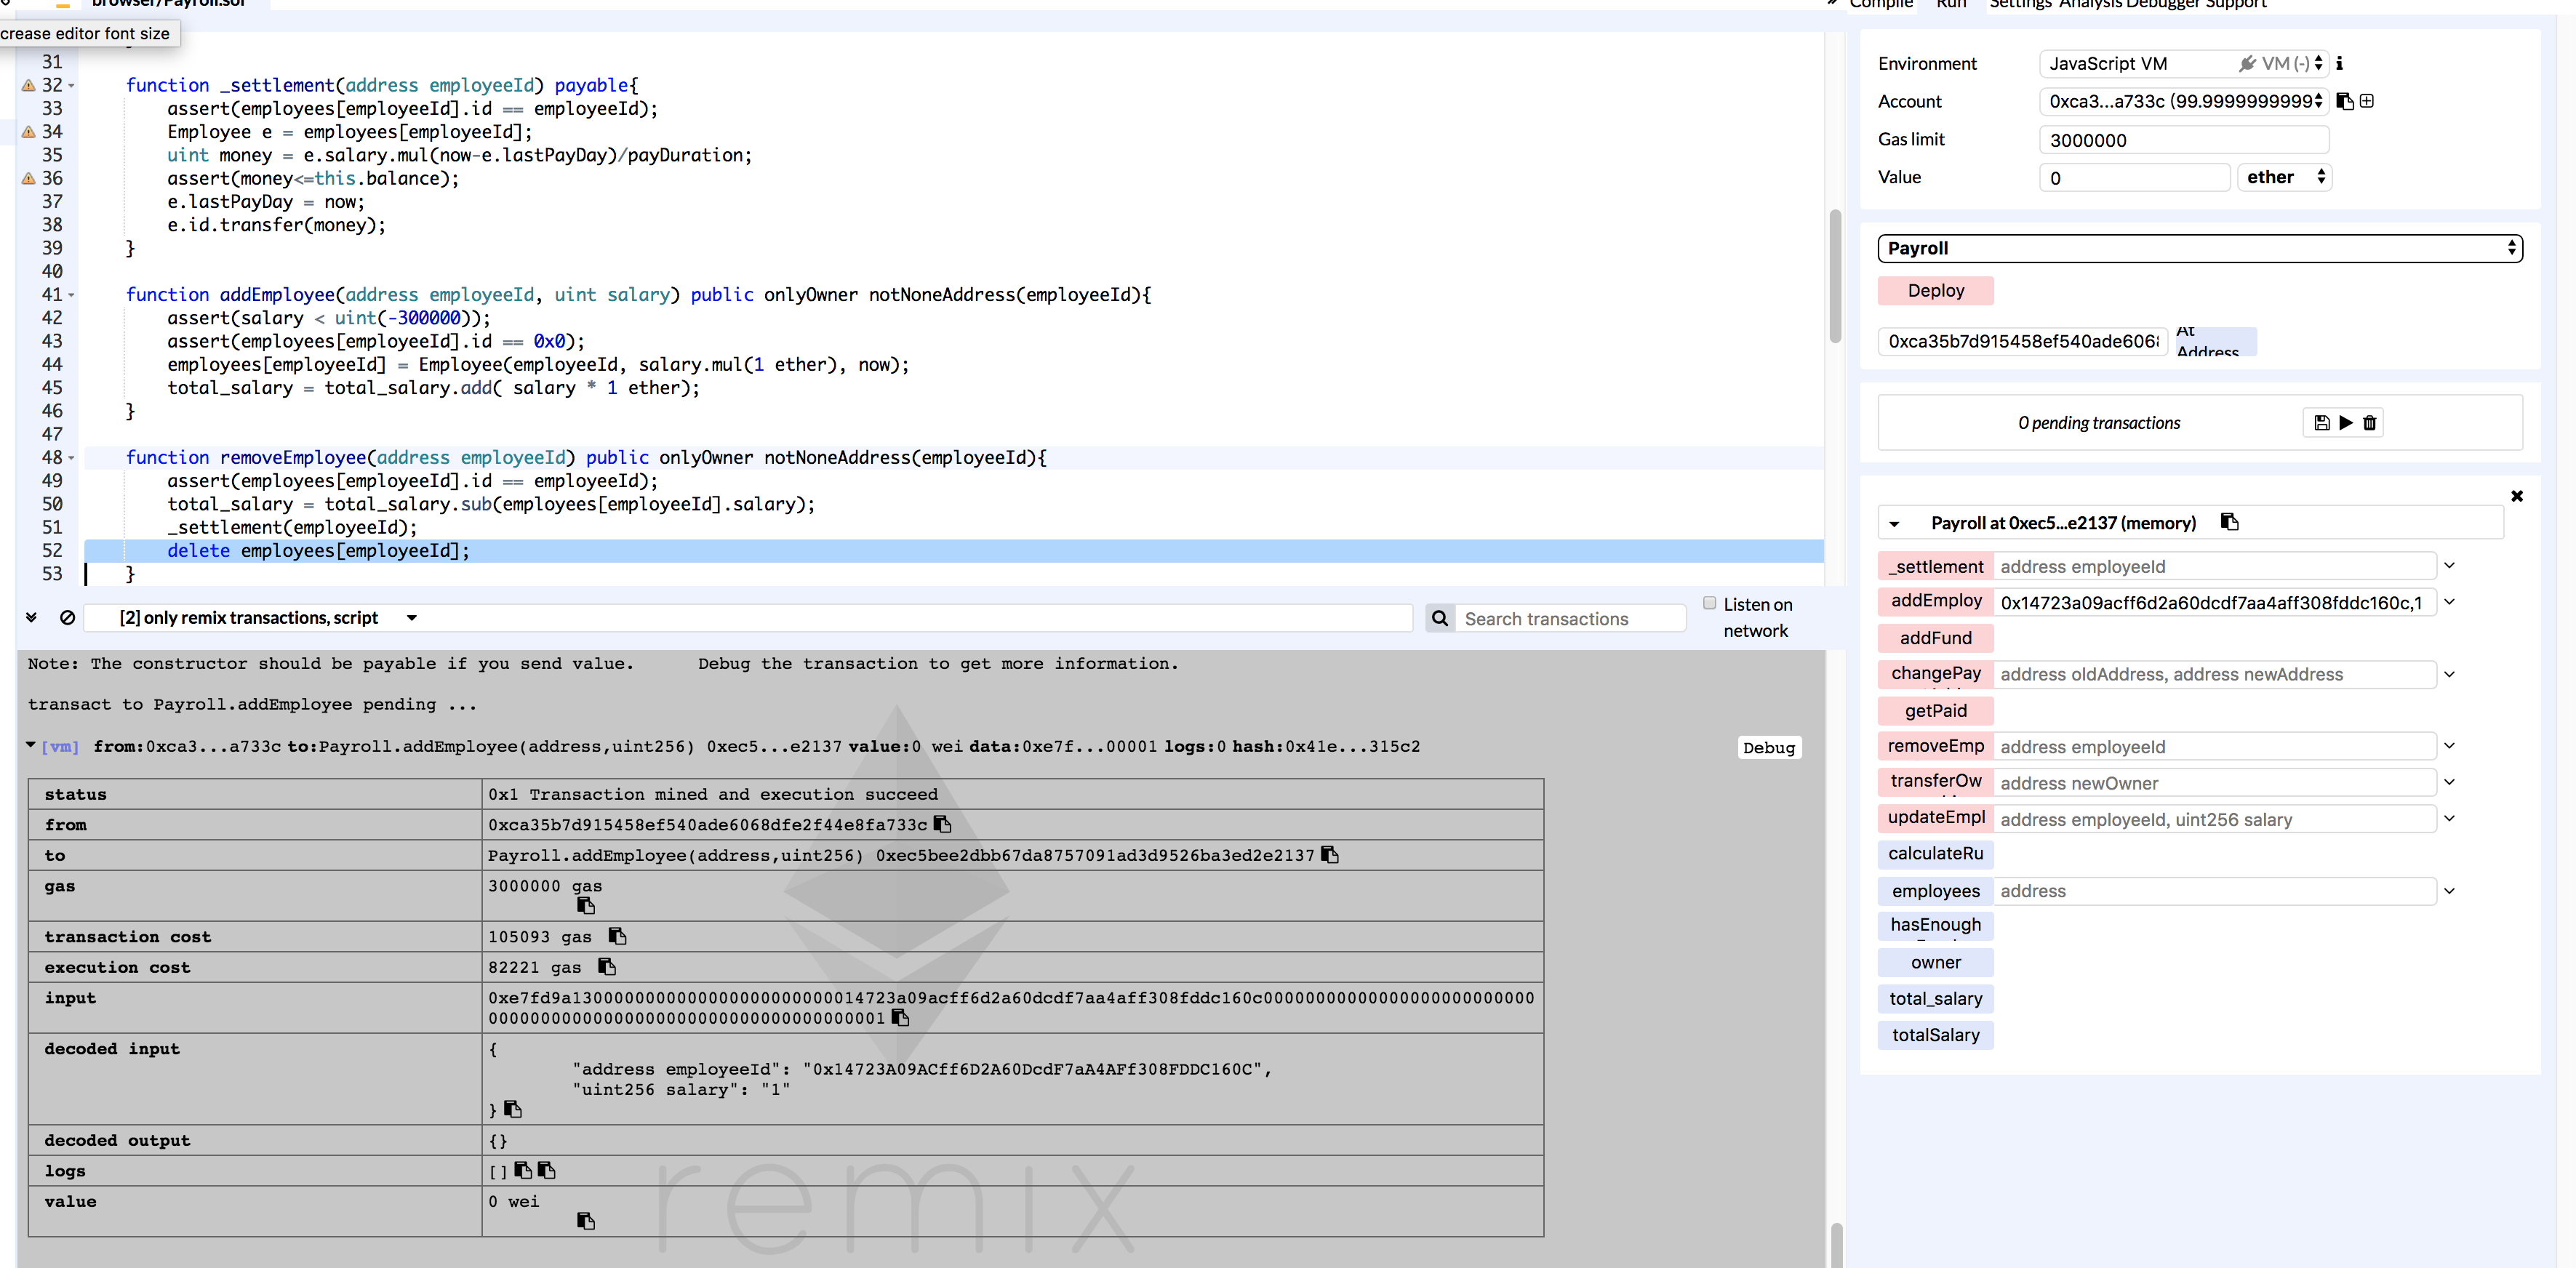 browser/Payroll.sol
» Compile Run Settings Analysis Debugger Support
crease editor font size
31
32 function _settlement(address employeeId) payable{
33 assert(employees[employeeId].id == employeeId);
34 Employee e = employees[employeeId];
35 uint money = e.salary.mul(now-e.lastPayDay)/payDuration;
36 assert(money<=this.balance);
37 e.lastPayDay = now;
38 e.id.transfer(money);
39 }
40
41 function addEmployee(address employeeId, uint salary) public onlyOwner notNoneAddress(employeeId){
42 assert(salary < uint(-300000));
43 assert(employees[employeeId].id == 0x0);
44 employees[employeeId] = Employee(employeeId, salary.mul(1 ether), now);
45 total_salary = total_salary.add( salary * 1 ether);
46 }
47
48 function removeEmployee(address employeeId) public onlyOwner notNoneAddress(employeeId){
49 assert(employees[employeeId].id == employeeId);
50 total_salary = total_salary.sub(employees[employeeId].salary);
51 _settlement(employeeId);
52 delete employees[employeeId];
53 }
[2] only remix transactions, script
Search transactions
Listen on
network
Note: The constructor should be payable if you send value. Debug the transaction to get more information.
transact to Payroll.addEmployee pending ...
[vm] from:0xca3...a733c to:Payroll.addEmployee(address,uint256) 0xec5...e2137 value:0 wei data:0xe7f...00001 logs:0 hash:0x41e...315c2
Debug
status 0x1 Transaction mined and execution succeed
from 0xca35b7d915458ef540ade6068dfe2f44e8fa733c
to Payroll.addEmployee(address,uint256) 0xec5bee2dbb67da8757091ad3d9526ba3ed2e2137
gas 3000000 gas
transaction cost 105093 gas
execution cost 82221 gas
input 0xe7fd9a1300000000000000000000000014723a09acff6d2a60dcdf7aa4aff308fddc160c00000000000000000000000000
00000000000000000000000000000000000001
decoded input {
"address employeeId": "0x14723A09ACff6D2A60DcdF7aA4AFf308FDDC160C",
"uint256 salary": "1"
}
decoded output {}
logs []
value 0 wei
remix
Environment JavaScript VM VM (-) i
Account 0xca3...a733c (99.9999999999
Gas limit 3000000
Value 0 ether
Payroll
Deploy
0xca35b7d915458ef540ade606 At
Address
0 pending transactions
Payroll at 0xec5...e2137 (memory)
_settlement address employeeId
addEmploy 0x14723a09acff6d2a60dcdf7aa4aff308fddc160c,1
addFund
changePay address oldAddress, address newAddress
getPaid
removeEmp address employeeId
transferOw address newOwner
updateEmpl address employeeId, uint256 salary
calculateRu
employees address
hasEnough
owner
total_salary
totalSalary